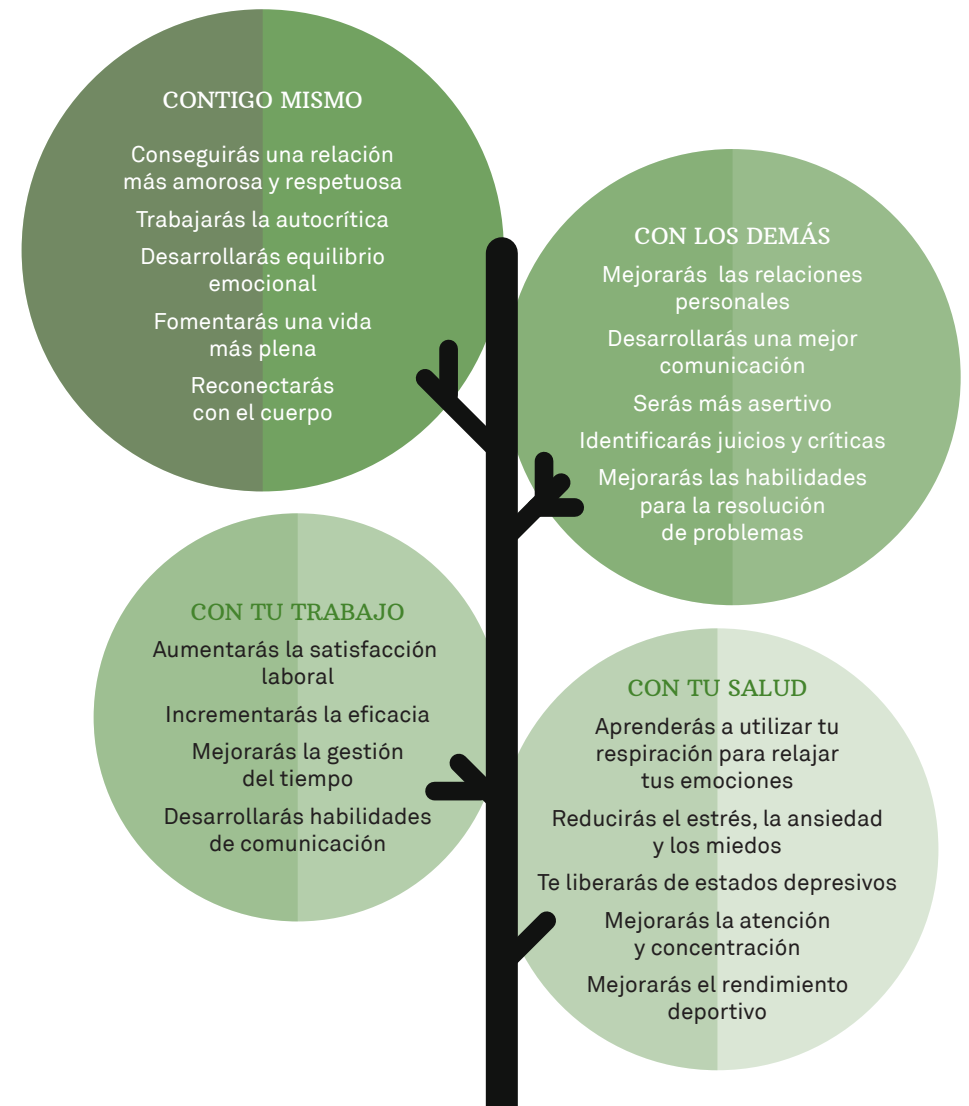 CONTIGO MISMO
Conseguirás una relación
más amorosa y respetuosa
Trabajarás la autocrítica
Desarrollarás equilibrio
emocional
Fomentarás una vida
más plena
Reconectarás
con el cuerpo
CON LOS DEMÁS
Mejorarás las relaciones
personales
Desarrollarás una mejor
comunicación
Serás más asertivo
Identificarás juicios y críticas
Mejorarás las habilidades
para la resolución
de problemas
CON TU TRABAJO
Aumentarás la satisfacción
laboral
Incrementarás la eficacia
Mejorarás la gestión
del tiempo
Desarrollarás habilidades
de comunicación
CON TU SALUD
Aprenderás a utilizar tu
respiración para relajar
tus emociones
Reducirás el estrés, la ansiedad
y los miedos
Te liberarás de estados depresivos
Mejorarás la atención
y concentración
Mejorarás el rendimiento
deportivo